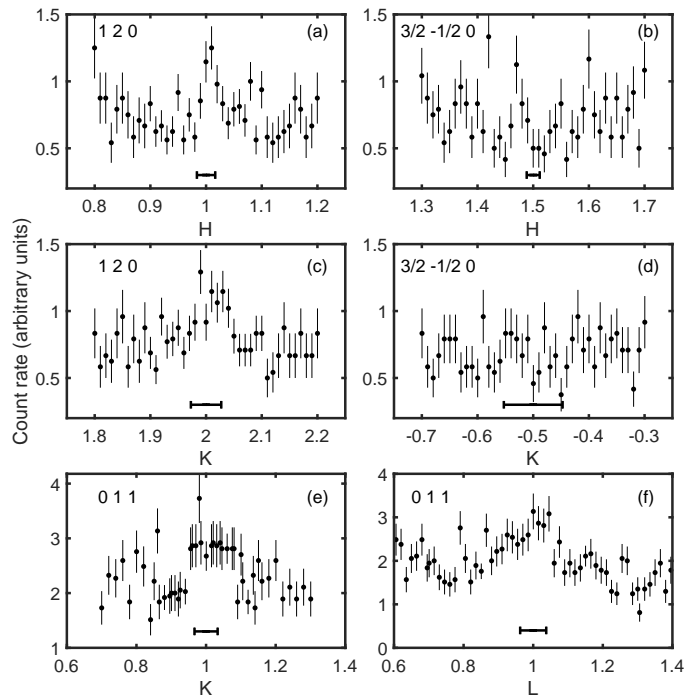 1 2 0 (a)
3/2 -1/2 0 (b)
1.5
1
0.5
0.8 0.9 1 1.1 1.2
H
1.5
1
0.5
1.3 1.4 1.5 1.6 1.7
H
Count rate (arbitrary units)
1 2 0 (c)
3/2 -1/2 0 (d)
1.5
1
0.5
1.8 1.9 2 2.1 2.2
K
1.5
1
0.5
-0.7 -0.6 -0.5 -0.4 -0.3
K
0 1 1 (e)
0 1 1 (f)
4
3
2
1
0.6 0.8 1 1.2 1.4
K
4
3
2
1
0
0.6 0.8 1 1.2 1.4
L